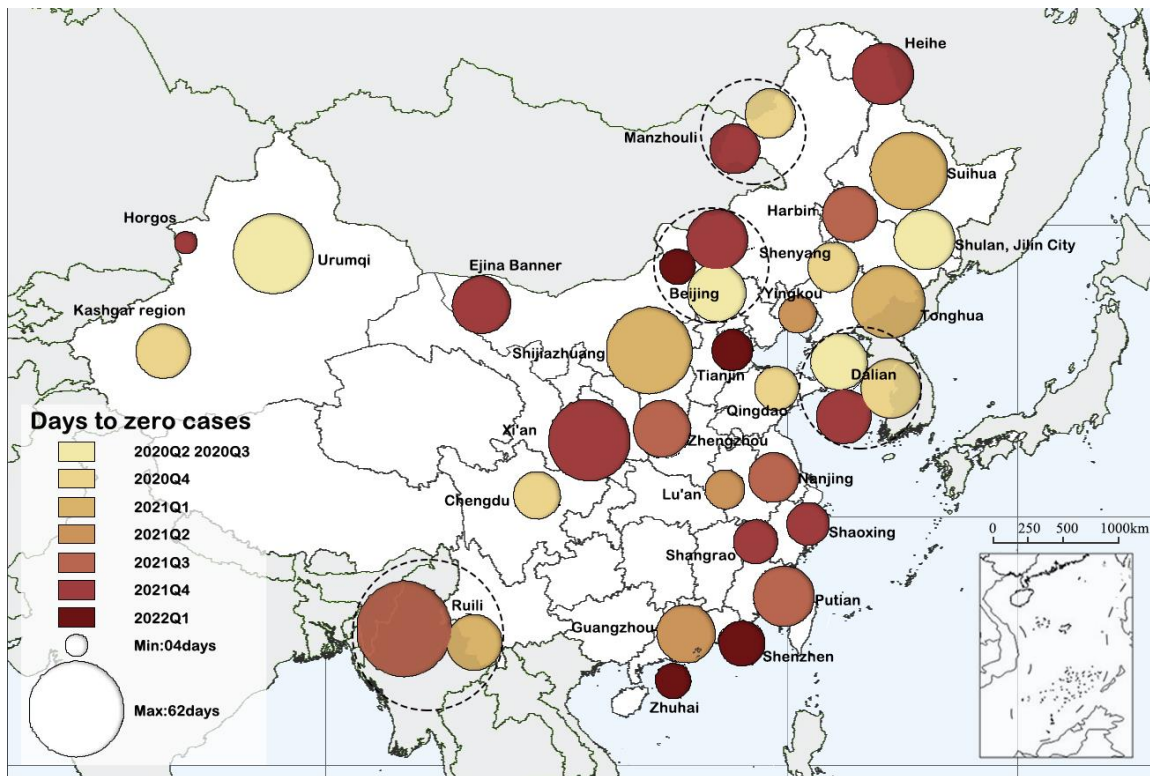 Heihe
Manzhouli
Suihua
Harbin
Horgos
Shulan, Jilin City
Shenyang
Urumqi
Ejina Banner
Beijing
Yingkou
Kashgar region
Tonghua
Shijiazhuang
Tianjin
Dalian
Qingdao
Xi'an
Zhengzhou
Nanjing
Lu'an
Chengdu
Shaoxing
Shangrao
Putian
Ruili
Guangzhou
Shenzhen
Zhuhai
Days to zero cases
2020Q2 2020Q3
2020Q4
2021Q1
2021Q2
2021Q3
2021Q4
2022Q1
Min:04days
Max:62days
0 250 500 1000km